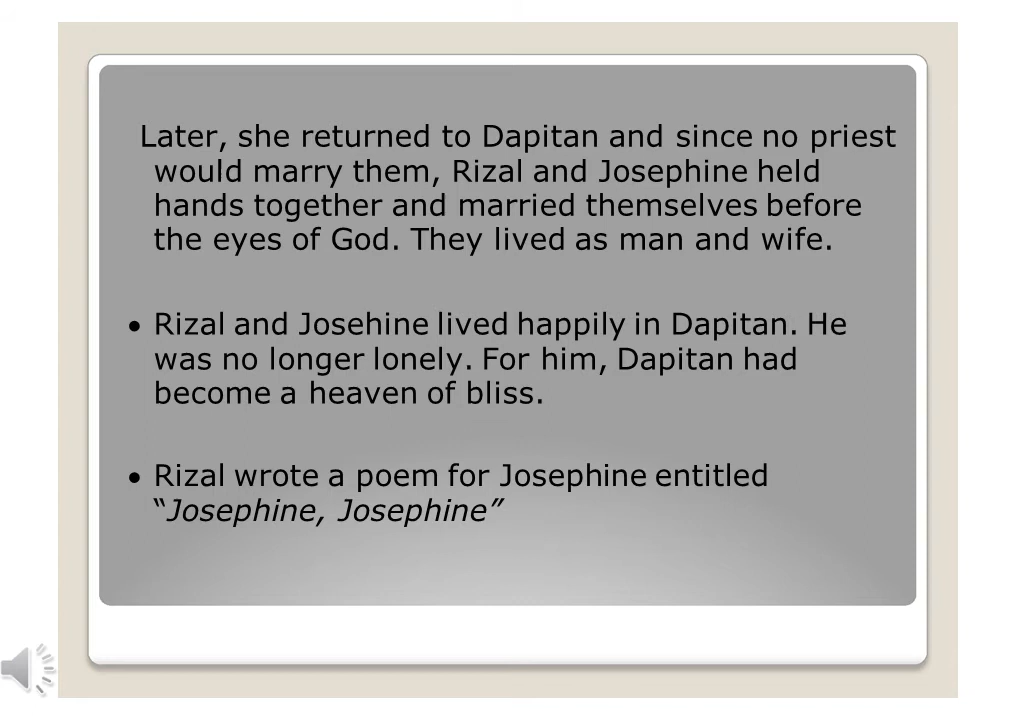 Later, she returned to Dapitan and since no priest
would marry them, Rizal and Josephine held
hands together and married themselves before
the eyes of God. They lived as man and wife.
• Rizal and Josehine lived happily in Dapitan. He
was no longer lonely. For him, Dapitan had
become a heaven of bliss.
• Rizal wrote a poem for Josephine entitled
“Josephine, Josephine”